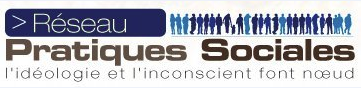 > Réseau
Pratiques Sociales
l'idéologie et l'inconscient font nœud